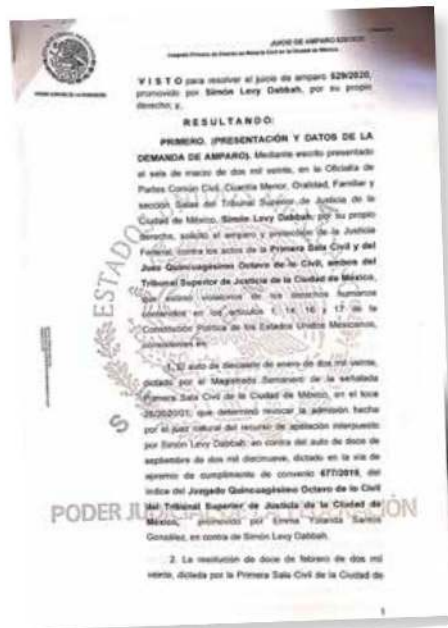 JUICIO DE AMPARO 529/2020
Juzgado Primero de Distrito en Materia Civil en la Ciudad de México
V I S T O para resolver el juicio de amparo 529/2020,
promovido por Simón Levy Dabbah, por su propio
derecho; y,
RESULTANDO:
PRIMERO. (PRESENTACIÓN Y DATOS DE LA
DEMANDA DE AMPARO). Mediante escrito presentado
el seis de marzo de dos mil veinte, en la Oficialía de
Partes Común Civil, Cuantía Menor, Oralidad, Familiar y
sección Salas del Tribunal Superior de Justicia de la
Ciudad de México, Simón Levy Dabbah, por su propio
derecho, solicitó el amparo y protección de la Justicia
Federal, contra los actos de la Primera Sala Civil y del
Juez Quincuagésimo Octavo de lo Civil, ambos del
Tribunal Superior de Justicia de la Ciudad de México,
que estimó violatorios de los derechos humanos
contenidos en los artículos 1, 14, 16 y 17 de la
Constitución Política de los Estados Unidos Mexicanos,
consistentes en:
1. El auto de diecisiete de enero de dos mil veinte,
dictado por el Magistrado Semanero de la señalada
Primera Sala Civil de la Ciudad de México, en el toca
que determinó revocar la admisión hecha
por el juez natural del recurso de apelación interpuesto
por Simón Levy Dabbah, en contra del auto de doce de
septiembre de dos mil diecinueve, dictado en la vía de
apremio de cumplimiento de convenio 677/2019, del
índice del Juzgado Quincuagésimo Octavo de lo Civil
del Tribunal Superior de Justicia de la Ciudad de
México, promovido por Emma Yolanda Santos
González, en contra de Simón Levy Dabbah.
PODER JUDICIAL DE LA FEDERACIÓN
2. La resolución de doce de febrero de dos mil
veinte, dictada por la Primera Sala Civil de la Ciudad de
1